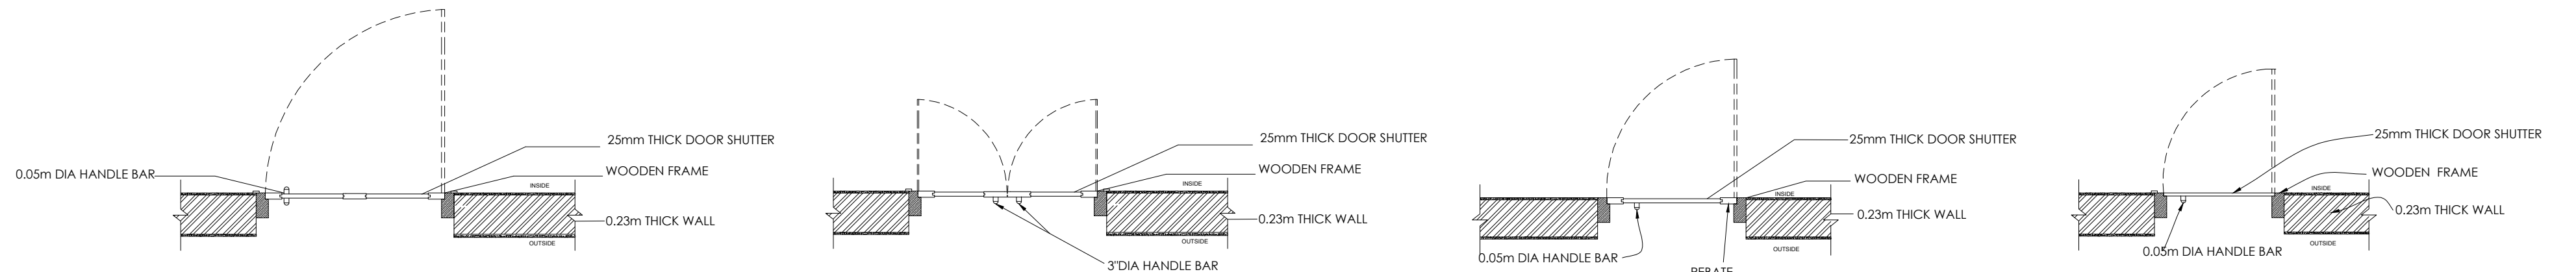 25mm THICK DOOR SHUTTER
0.05m DIA HANDLE BAR
WOODEN FRAME
INSIDE
0.23m THICK WALL
OUTSIDE
25mm THICK DOOR SHUTTER
WOODEN FRAME
INSIDE
0.23m THICK WALL
OUTSIDE
3"DIA HANDLE BAR
25mm THICK DOOR SHUTTER
WOODEN FRAME
INSIDE
0.23m THICK WALL
OUTSIDE
0.05m DIA HANDLE BAR
REBATE
25mm THICK DOOR SHUTTER
WOODEN FRAME
INSIDE
0.23m THICK WALL
OUTSIDE
0.05m DIA HANDLE BAR